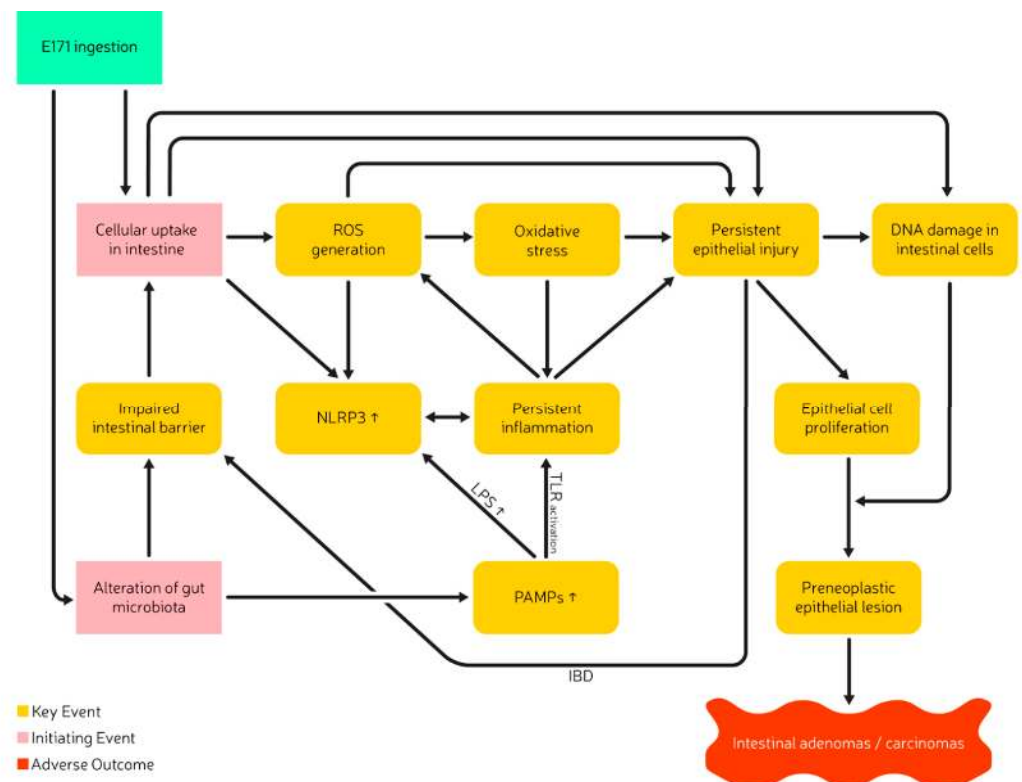 E171 ingestion
Cellular uptake
in intestine
ROS
generation
Oxidative
stress
Persistent
epithelial injury
DNA damage in
intestinal cells
Impaired
intestinal barrier
NLRP3 ↑
Persistent
inflammation
Epithelial cell
proliferation
LPS ↑
TLR activation
Alteration of gut
microbiota
PAMPs ↑
Preneoplastic
epithelial lesion
IBD
Key Event
Initiating Event
Adverse Outcome
Intestinal adenomas / carcinomas